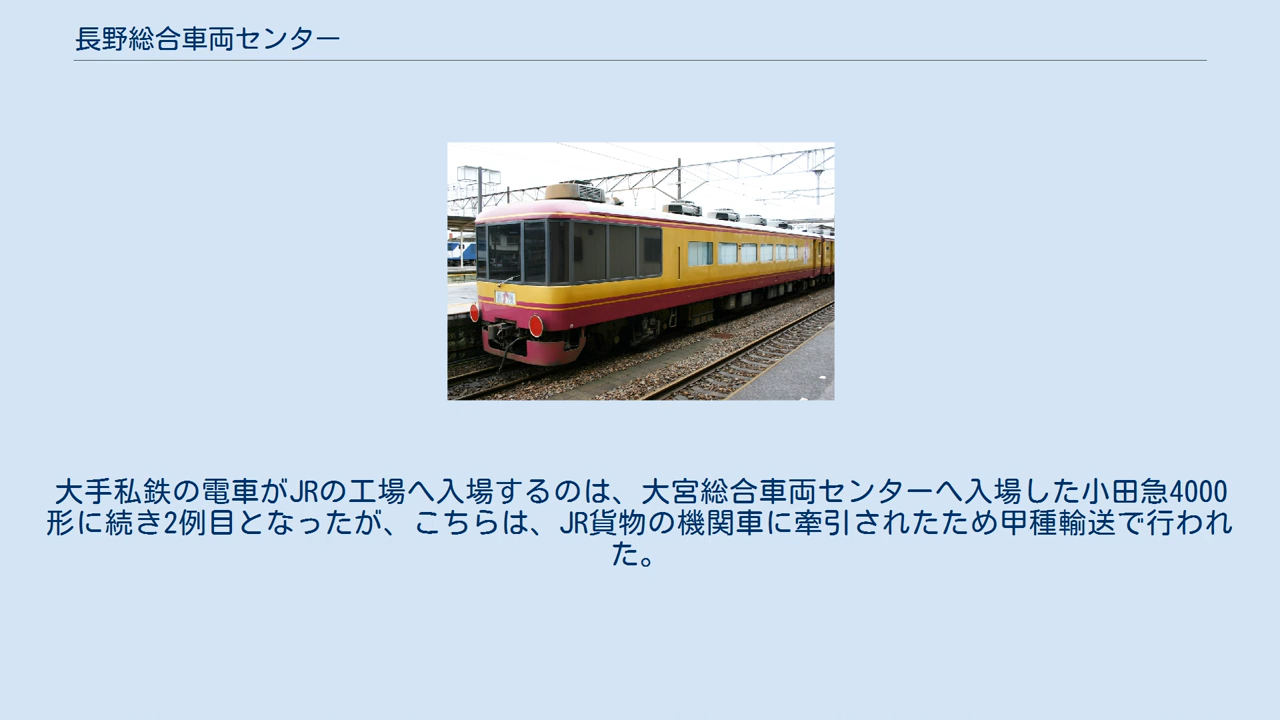 長野総合車両センター
大手私鉄の電車がJRの工場へ入場するのは、大宮総合車両センターへ入場した小田急4000
形に続き2例目となったが、こちらは、JR貨物の機関車に牽引されたため甲種輸送で行われ
た。